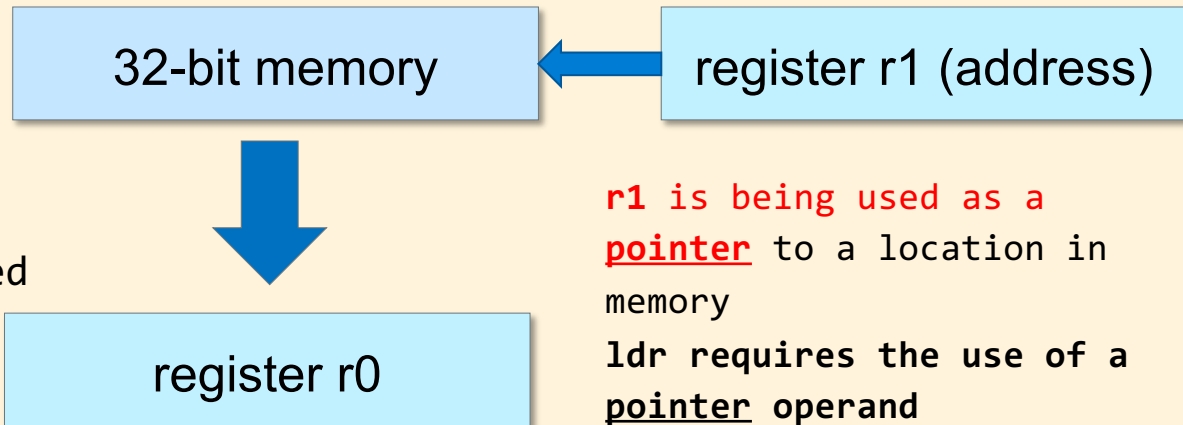 32-bit memory
register r1 (address)
r1 is being used as a
pointer to a location in
memory
ldr requires the use of a
pointer operand
ed
register r0